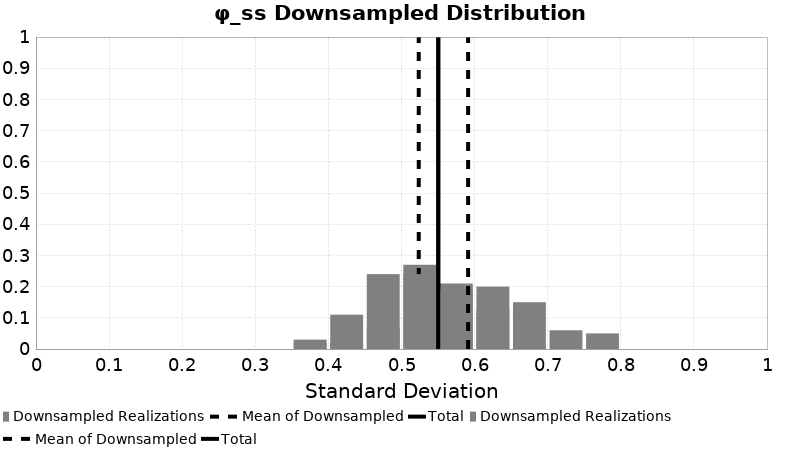 φ_ss Downsampled Distribution
1
0.9
0.8
0.7
0.6
0.5
0.4
0.3
0.2
0.1
0
0 0.1 0.2 0.3 0.4 0.5 0.6 0.7 0.8 0.9 1
Standard Deviation
Downsampled Realizations Mean of Downsampled Total Downsampled Realizations
Mean of Downsampled Total